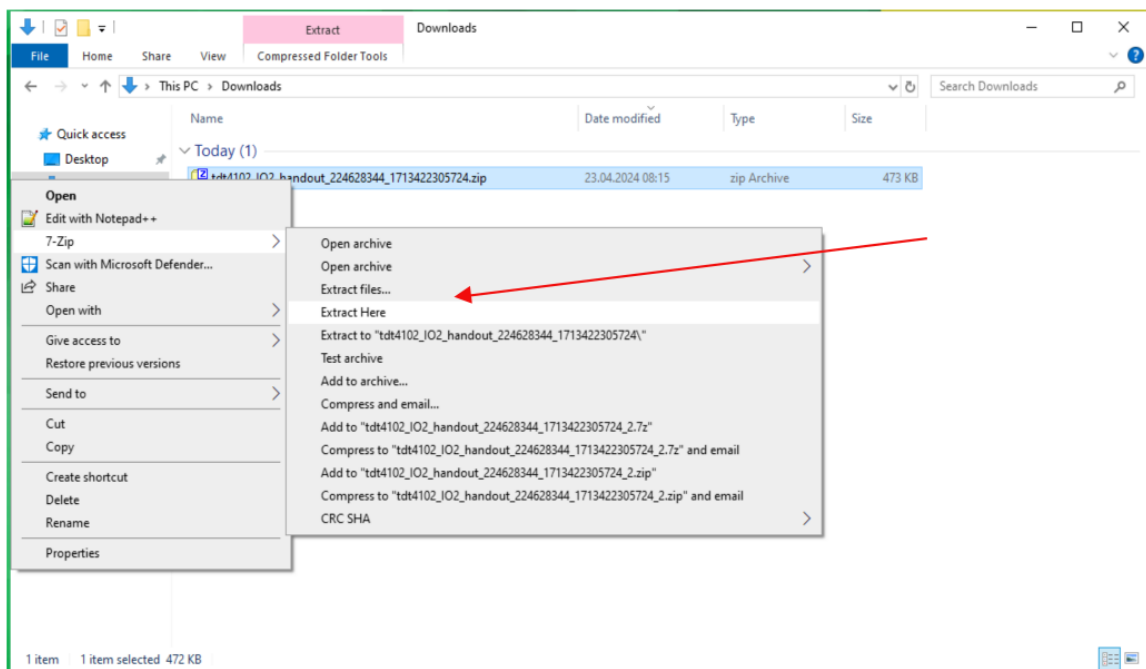 Extract
Downloads
File
Home
Share
View
Compressed Folder Tools
This PC > Downloads
Search Downloads
Name
Date modified
Type
Size
Quick access
Desktop
Today (1)
tdt4102_IO2_handout_224628344_1713422305724.zip
23.04.2024 08:15
zip Archive
473 KB
Open
Edit with Notepad++
7-Zip
Scan with Microsoft Defender...
Share
Open with
Give access to
Restore previous versions
Send to
Cut
Copy
Create shortcut
Delete
Rename
Properties
Open archive
Open archive
Extract files...
Extract Here
Extract to "tdt4102_IO2_handout_224628344_1713422305724\"
Test archive
Add to archive...
Compress and email...
Add to "tdt4102_IO2_handout_224628344_1713422305724_2.7z"
Compress to "tdt4102_IO2_handout_224628344_1713422305724_2.7z" and email
Add to "tdt4102_IO2_handout_224628344_1713422305724_2.zip"
Compress to "tdt4102_IO2_handout_224628344_1713422305724_2.zip" and email
CRC SHA
1 item
1 item selected 472 KB